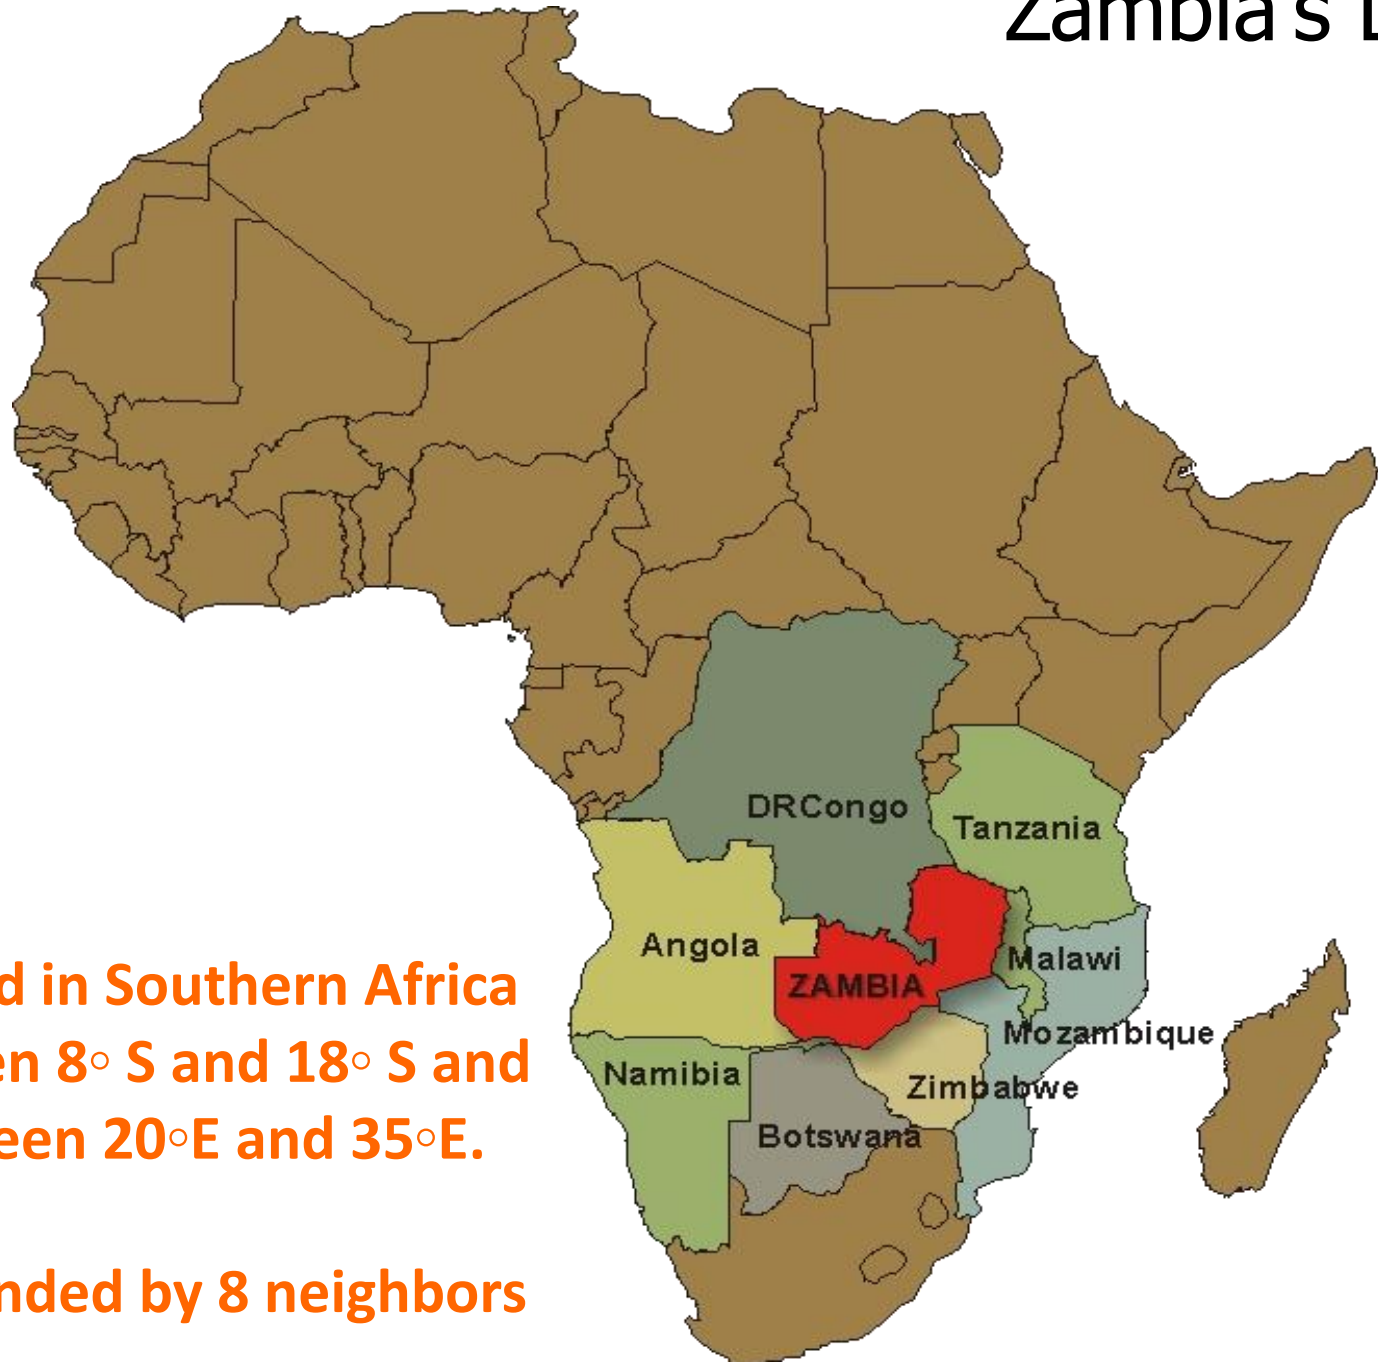 Zambia's L
DRCongo
Tanzania
Angola
Malawi
ZAMBIA
Mozambique
Namibia
Zimbabwe
Botswana
d in Southern Africa
en 8◦ S and 18◦ S and
een 20◦E and 35◦E.
nded by 8 neighbors